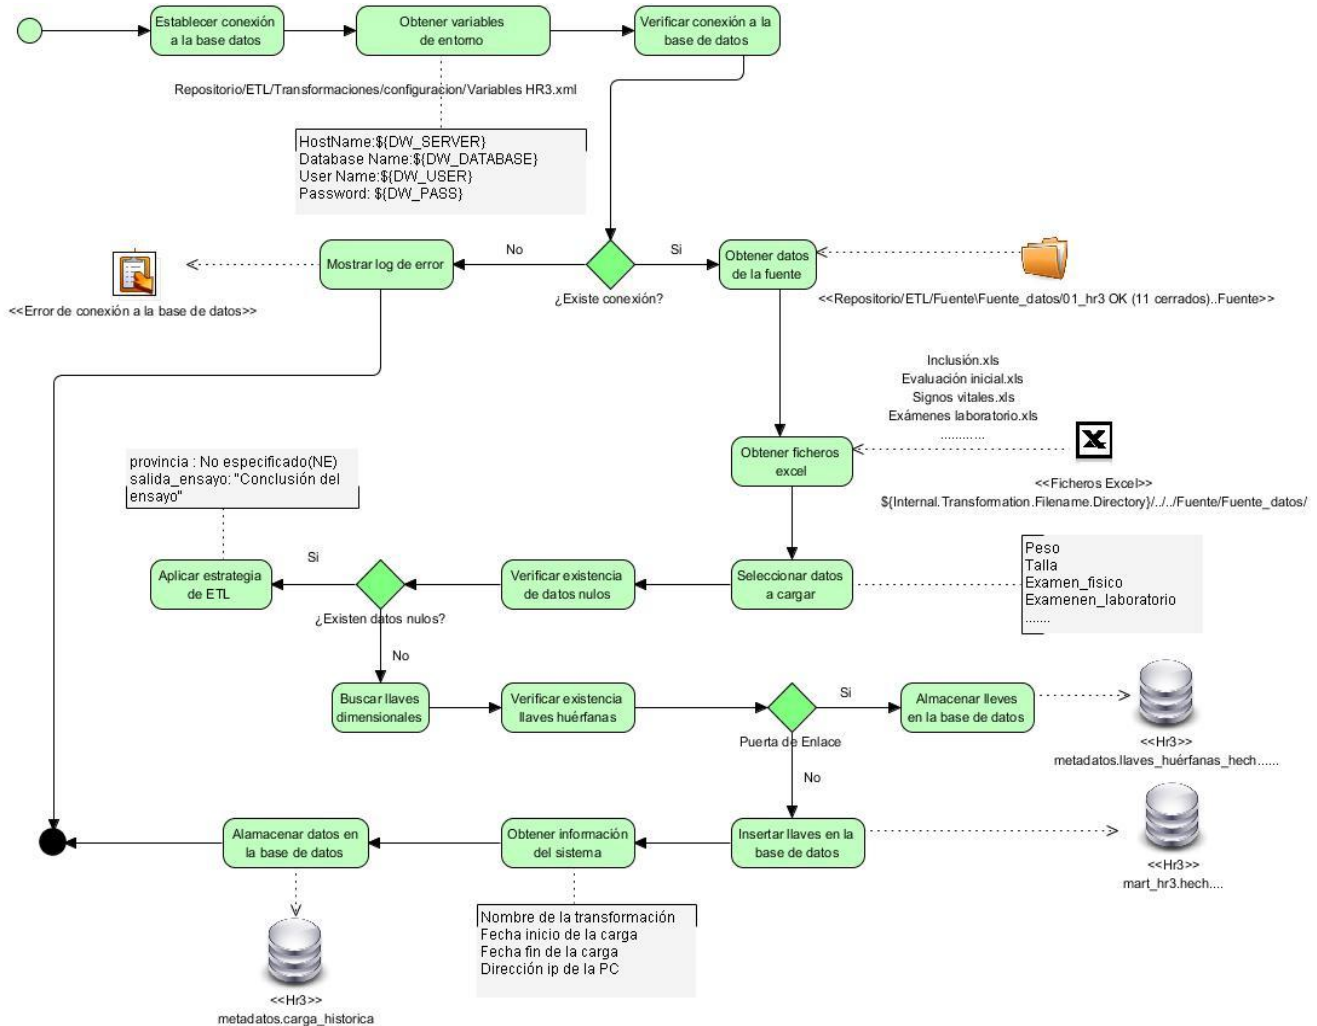 Establecer conexión
a la base datos
Obtener variables
de entorno
Verificar conexión a la
base de datos
Repositorio/ETL/Transformaciones/configuracion/Variables HR3.xml
HostName:${DW_SERVER}
Database Name:${DW_DATABASE}
User Name:${DW_USER}
Password: ${DW_PASS}
Mostrar log de error
No
Si
¿Existe conexión?
Obtener datos
de la fuente
<<Error de conexión a la base de datos>>
<<Repositorio/ETL/Fuente\Fuente_datos/01_hr3 OK (11 cerrados)..Fuente>>
Inclusión.xls
Evaluación inicial.xls
Signos vitales.xls
Exámenes laboratorio.xls
............
Obtener ficheros
excel
<<Ficheros Excel>>
${Internal.Transformation.Filename.Directory}/../../Fuente/Fuente_datos/
provincia : No especificado(NE)
salida_ensayo: "Conclusión del
ensayo"
Aplicar estrategia
de ETL
Si
¿Existen datos nulos?
Verificar existencia
de datos nulos
Seleccionar datos
a cargar
Peso
Talla
Examen_fisico
Examenen_laboratorio
.......
No
Buscar llaves
dimensionales
Verificar existencia
llaves huérfanas
Puerta de Enlace
Si
Almacenar lleves
en la base de datos
<<Hr3>>
metadatos.llaves_huérfanas_hech......
No
Alamacenar datos en
la base de datos
Obtener información
del sistema
Insertar llaves en la
base de datos
<<Hr3>>
mart_hr3.hech....
Nombre de la transformación
Fecha inicio de la carga
Fecha fin de la carga
Dirección ip de la PC
<<Hr3>>
metadatos.carga_historica